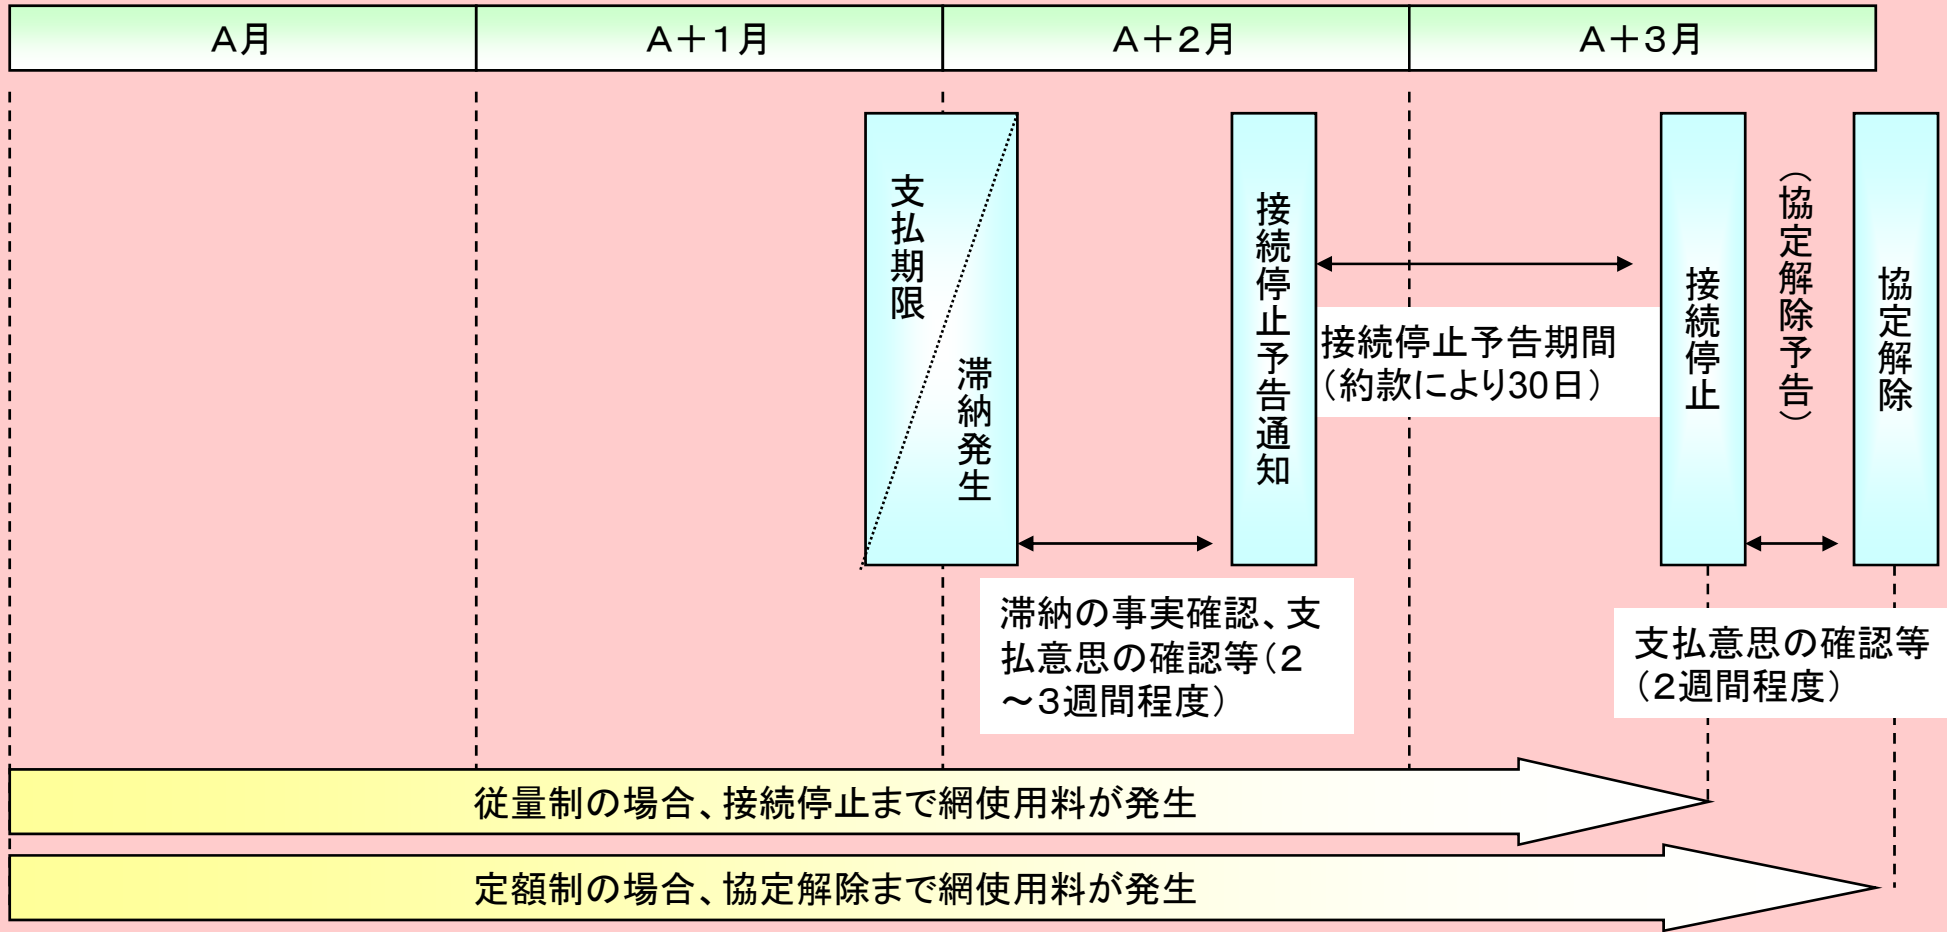 A月
A+1月
A+2月
A+3月
支払期限
滞納発生
接続停止予告通知
接続停止予告期間
（約款により30日）
接続停止
（協定解除予告）
協定解除
滞納の事実確認、支
払意思の確認等（2
～3週間程度）
支払意思の確認等
（2週間程度）
従量制の場合、接続停止まで網使用料が発生
定額制の場合、協定解除まで網使用料が発生